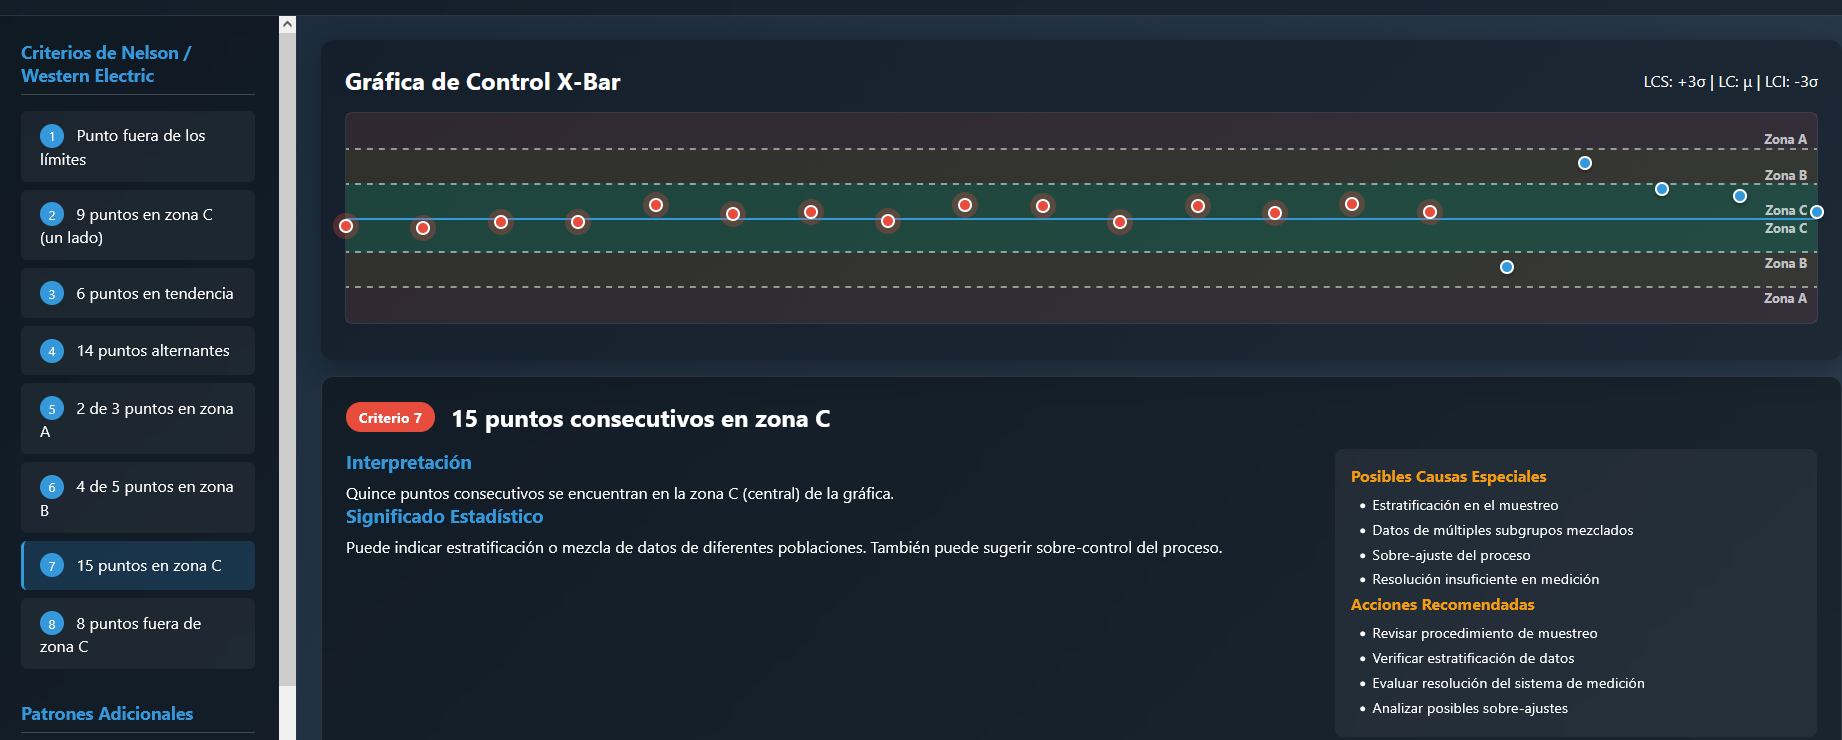 Criterios de Nelson /
Western Electric
1 Punto fuera de los
límites
2 9 puntos en zona C
(un lado)
3 6 puntos en tendencia
4 14 puntos alternantes
5 2 de 3 puntos en zona
A
6 4 de 5 puntos en zona
B
7 15 puntos en zona C
8 8 puntos fuera de
zona C
Patrones Adicionales
Gráfica de Control X-Bar
LCS: +3σ | LC: μ | LCI: -3σ
Zona A
Zona B
Zona C
Zona C
Zona B
Zona A
Criterio 7 15 puntos consecutivos en zona C
Interpretación
Quince puntos consecutivos se encuentran en la zona C (central) de la gráfica.
Significado Estadístico
Puede indicar estratificación o mezcla de datos de diferentes poblaciones. También puede sugerir sobre-control del proceso.
Posibles Causas Especiales
• Estratificación en el muestreo
• Datos de múltiples subgrupos mezclados
• Sobre-ajuste del proceso
• Resolución insuficiente en medición
Acciones Recomendadas
• Revisar procedimiento de muestreo
• Verificar estratificación de datos
• Evaluar resolución del sistema de medición
• Analizar posibles sobre-ajustes